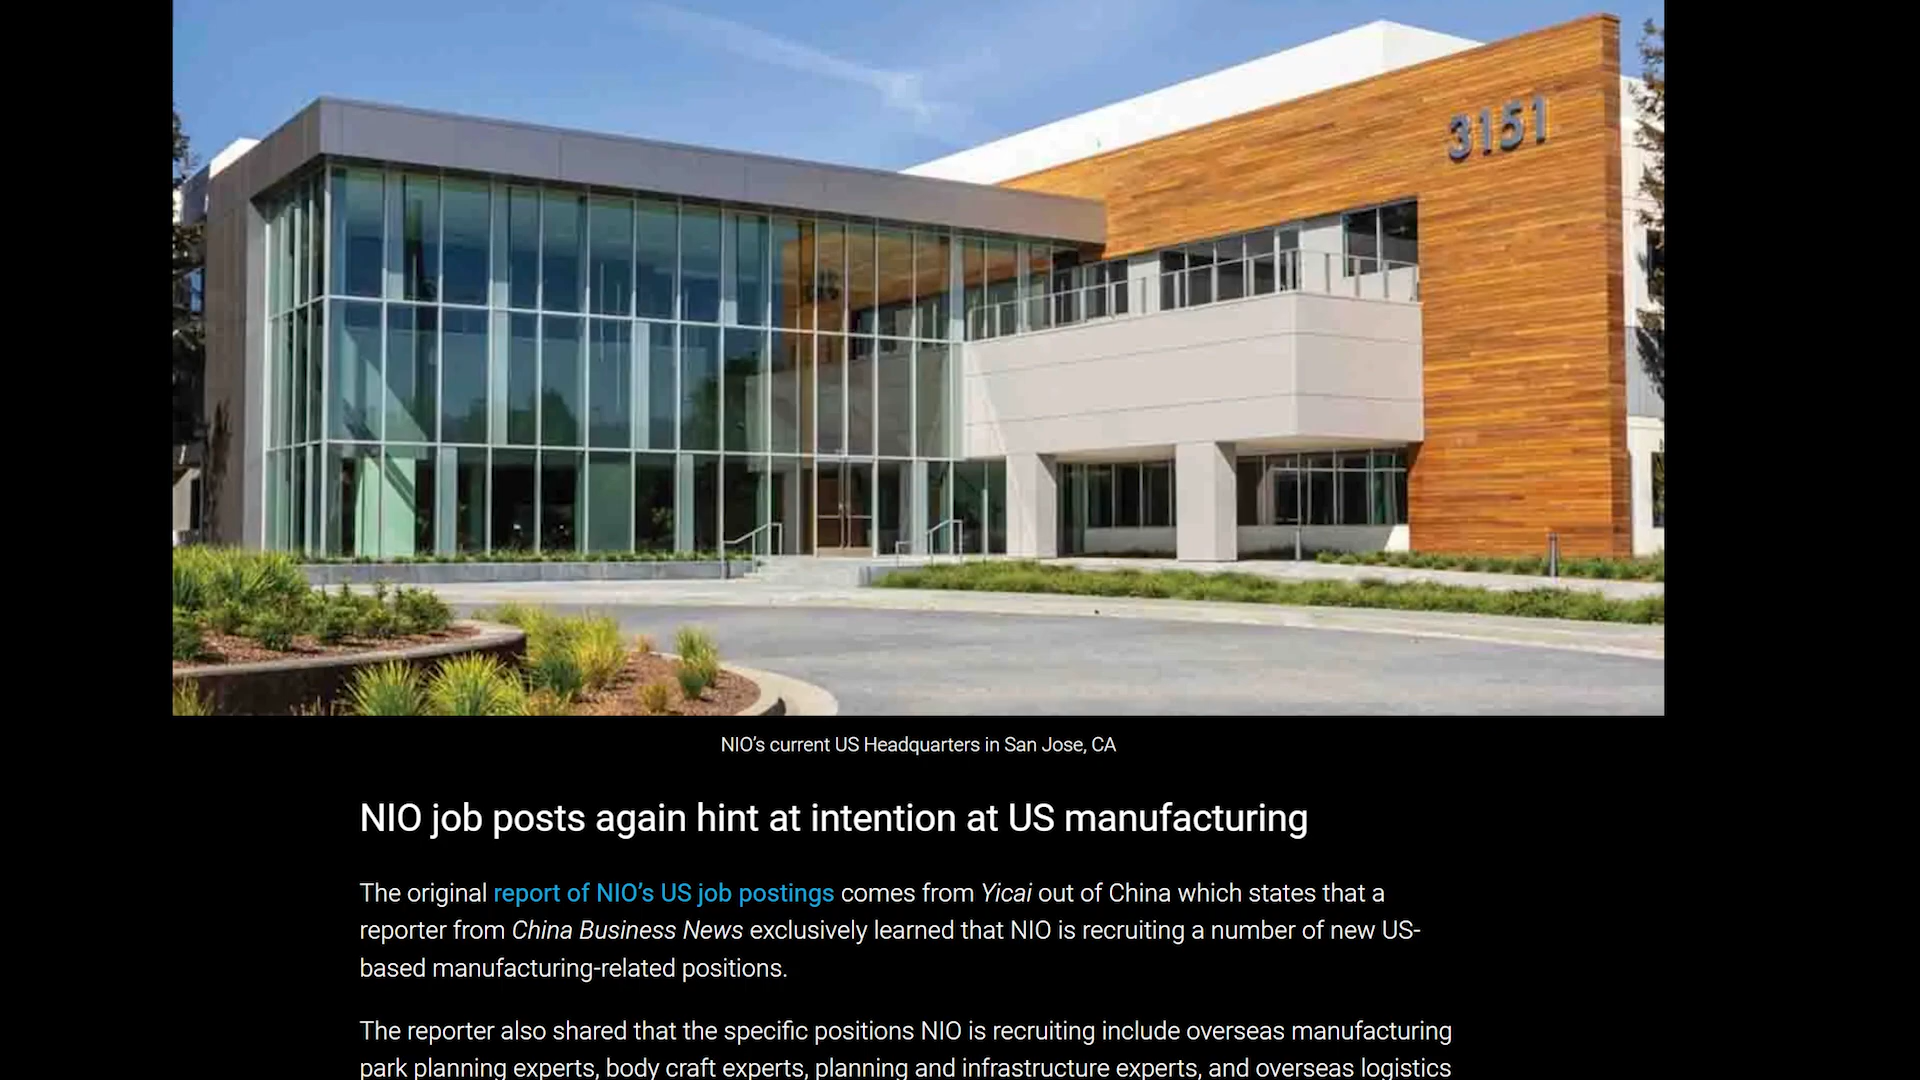 3151
NIO’s current US Headquarters in San Jose, CA
NIO job posts again hint at intention at US manufacturing
The original report of NIO’s US job postings comes from Yicai out of China which states that a
reporter from China Business News exclusively learned that NIO is recruiting a number of new US-
based manufacturing-related positions.
The reporter also shared that the specific positions NIO is recruiting include overseas manufacturing
park planning experts, body craft experts, planning and infrastructure experts, and overseas logistics